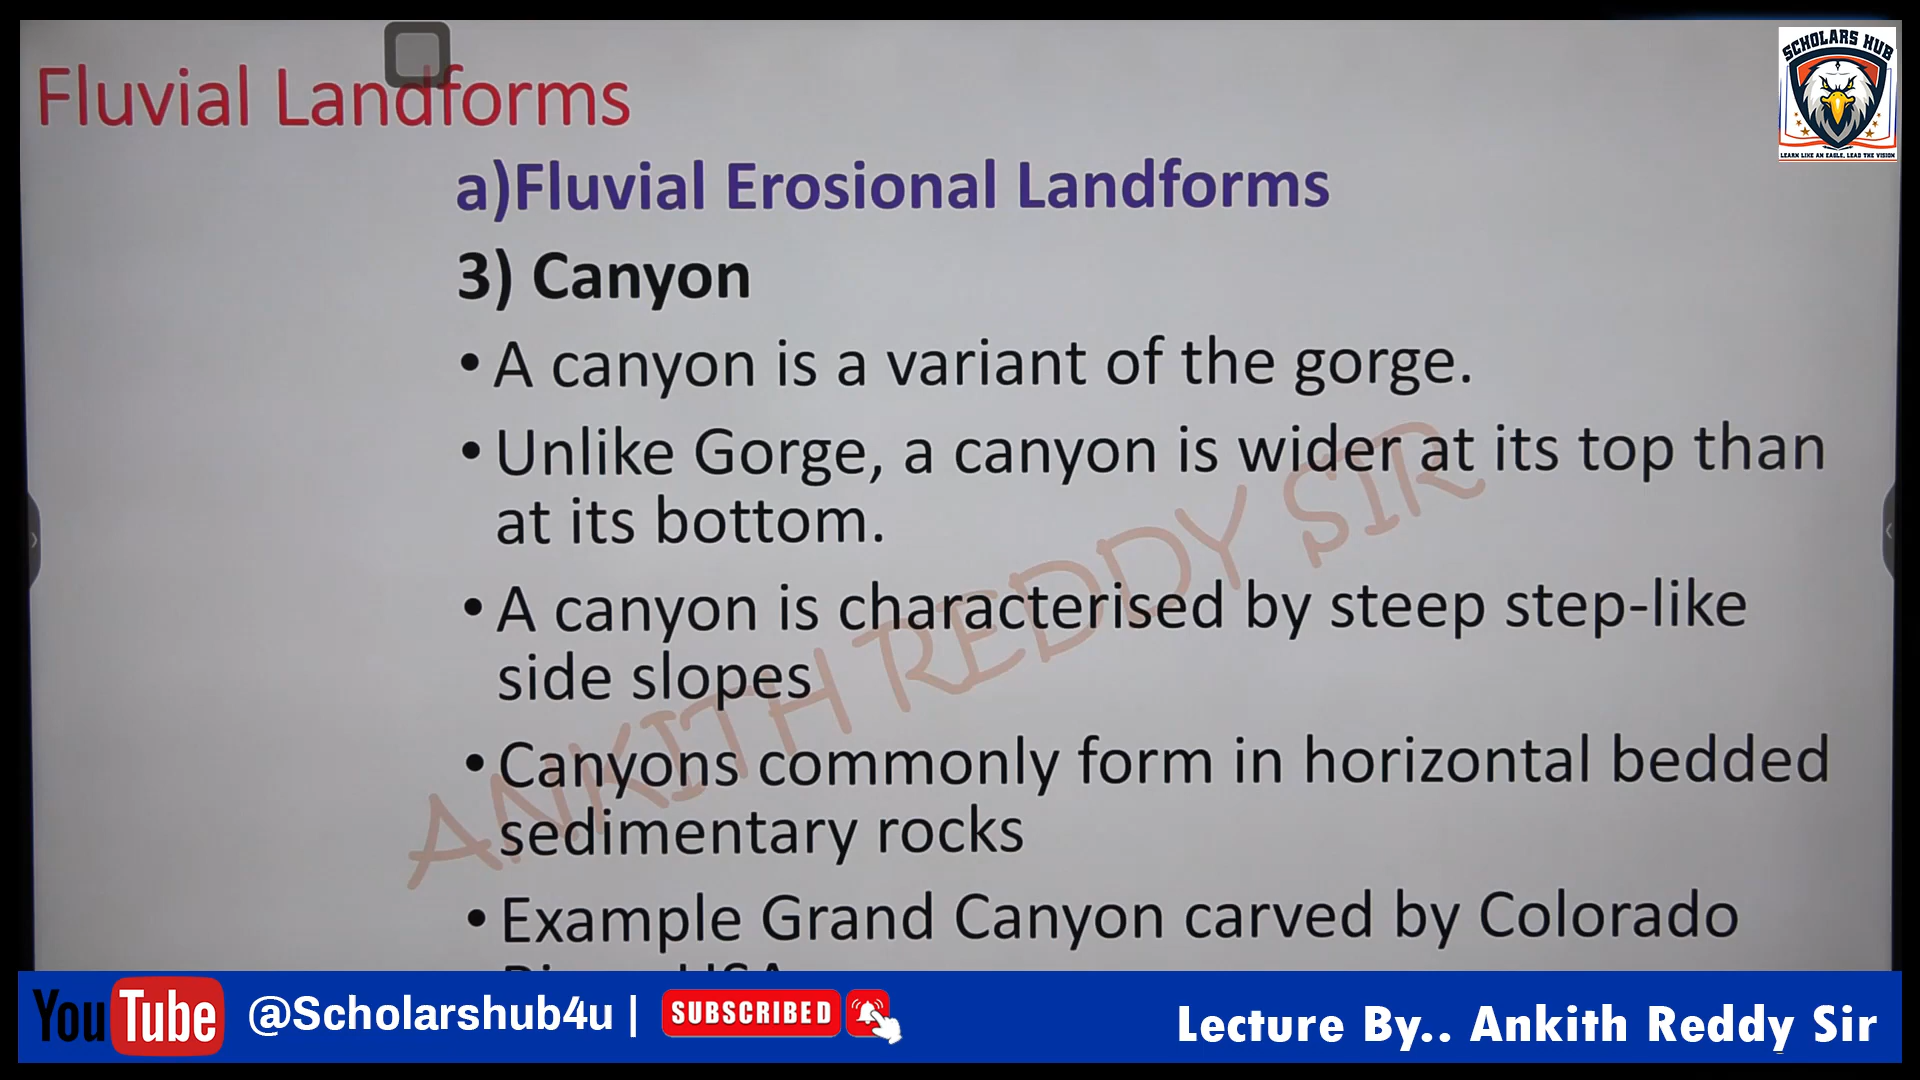 SCHOLARS HUB
LEARN LIKE AN EAGLE, LEAD THE VISION
Fluvial Landforms
a)Fluvial Erosional Landforms
3) Canyon
• A canyon is a variant of the gorge.
• Unlike Gorge, a canyon is wider at its top than
at its bottom.
• A canyon is characterised by steep step-like
side slopes
• Canyons commonly form in horizontal bedded
sedimentary rocks
• Example Grand Canyon carved by Colorado
ANKITH REDDY SIR
YouTube @Scholarshub4u | SUBSCRIBED
Lecture By.. Ankith Reddy Sir